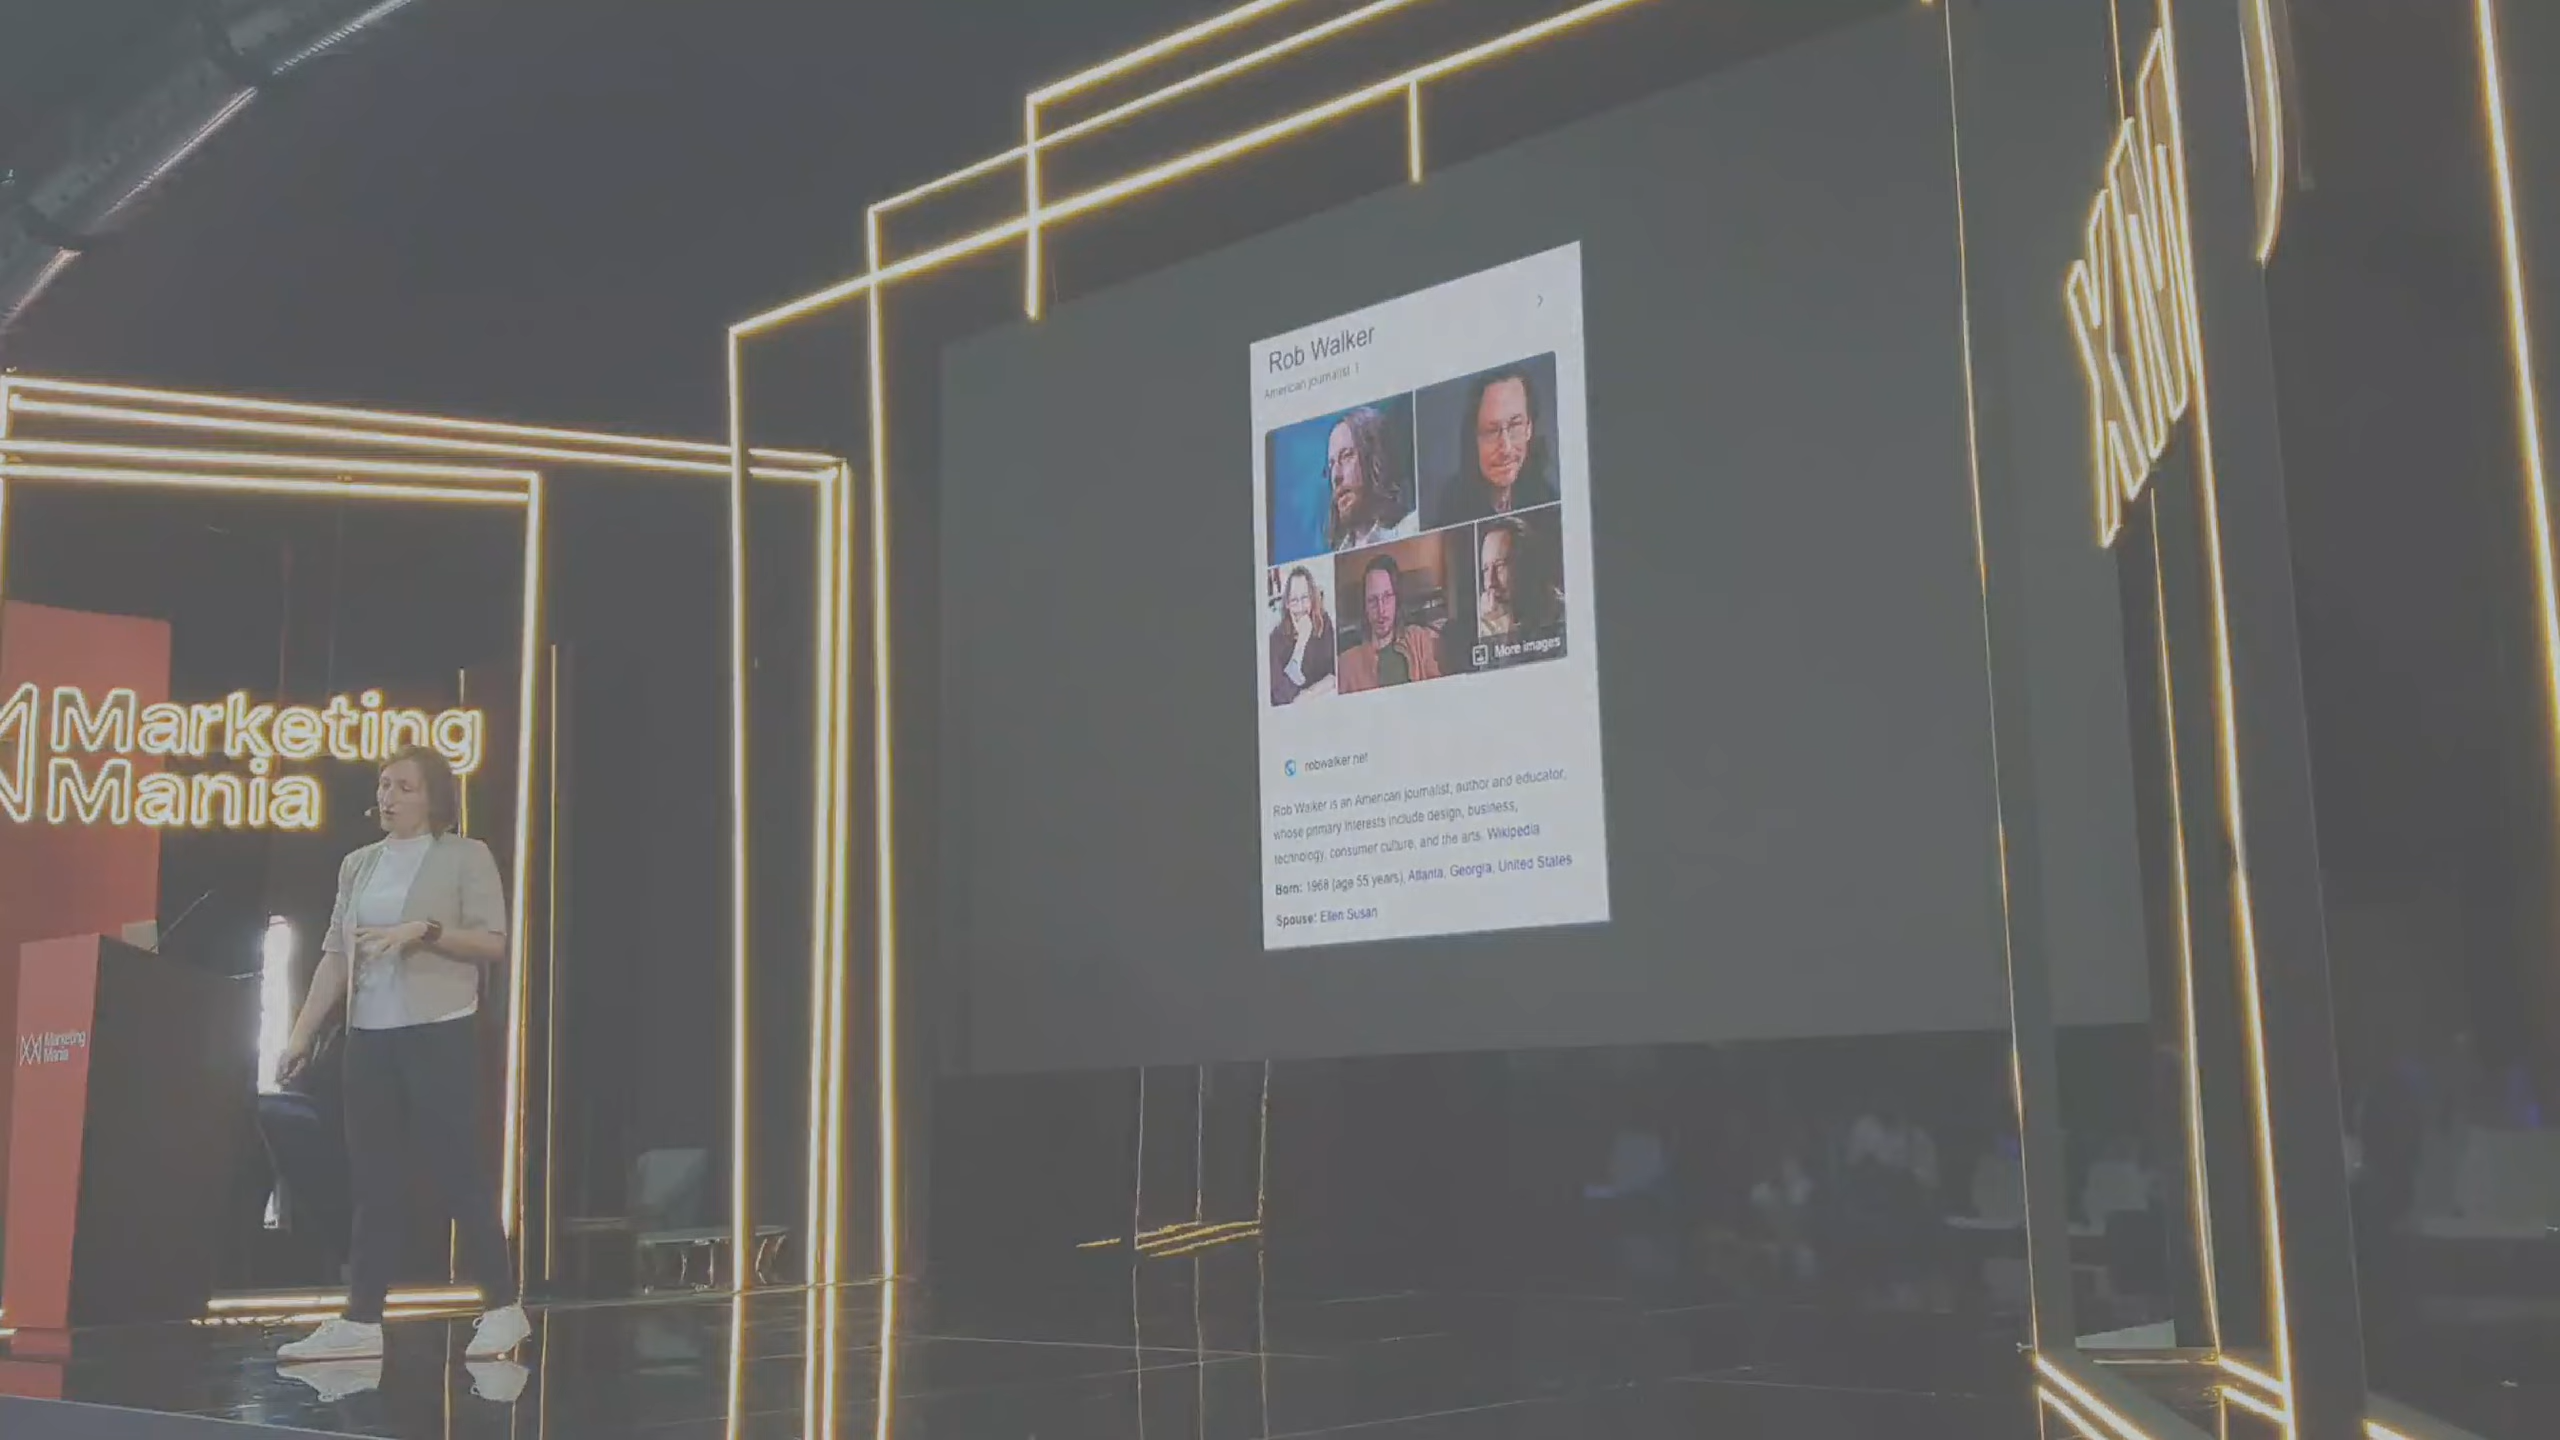 Marketing
Mania
Marketing
Mania
Rob Walker
American journalist
More images
robwalker.net
Rob Walker is an American journalist, author and educator,
whose primary interests include design, business,
technology, consumer culture, and the arts. Wikipedia
Born: 1968 (age 55 years), Atlanta, Georgia, United States
Spouse: Ellen Susan